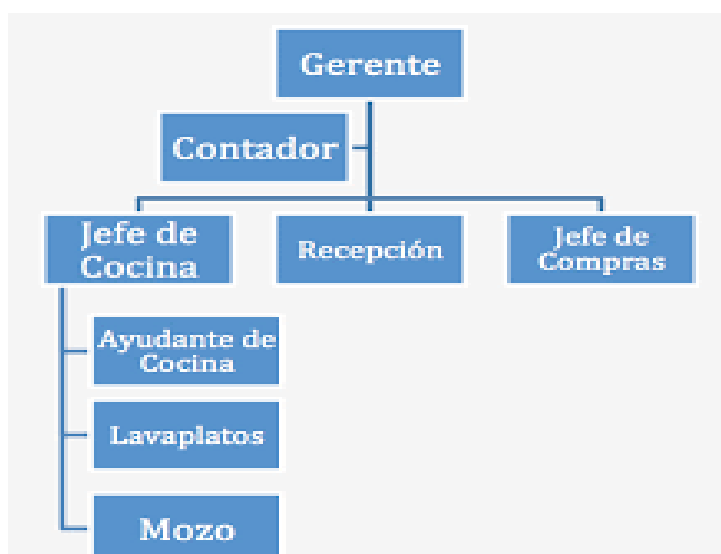 Gerente
Contador
Jefe de
Cocina
Recepción
Jefe de
Compras
Ayudante de
Cocina
Lavaplatos
Mozo